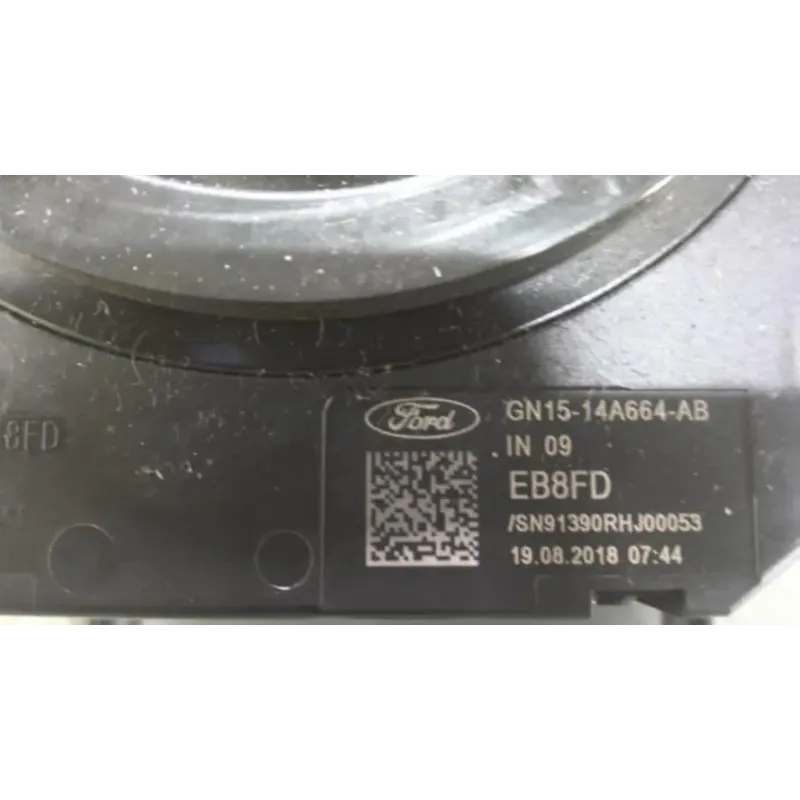 Ford
GN15-14A664-AB
IN 09
8FD
EB8FD
/SN91390RHJ00053
19.08.2018 07:44